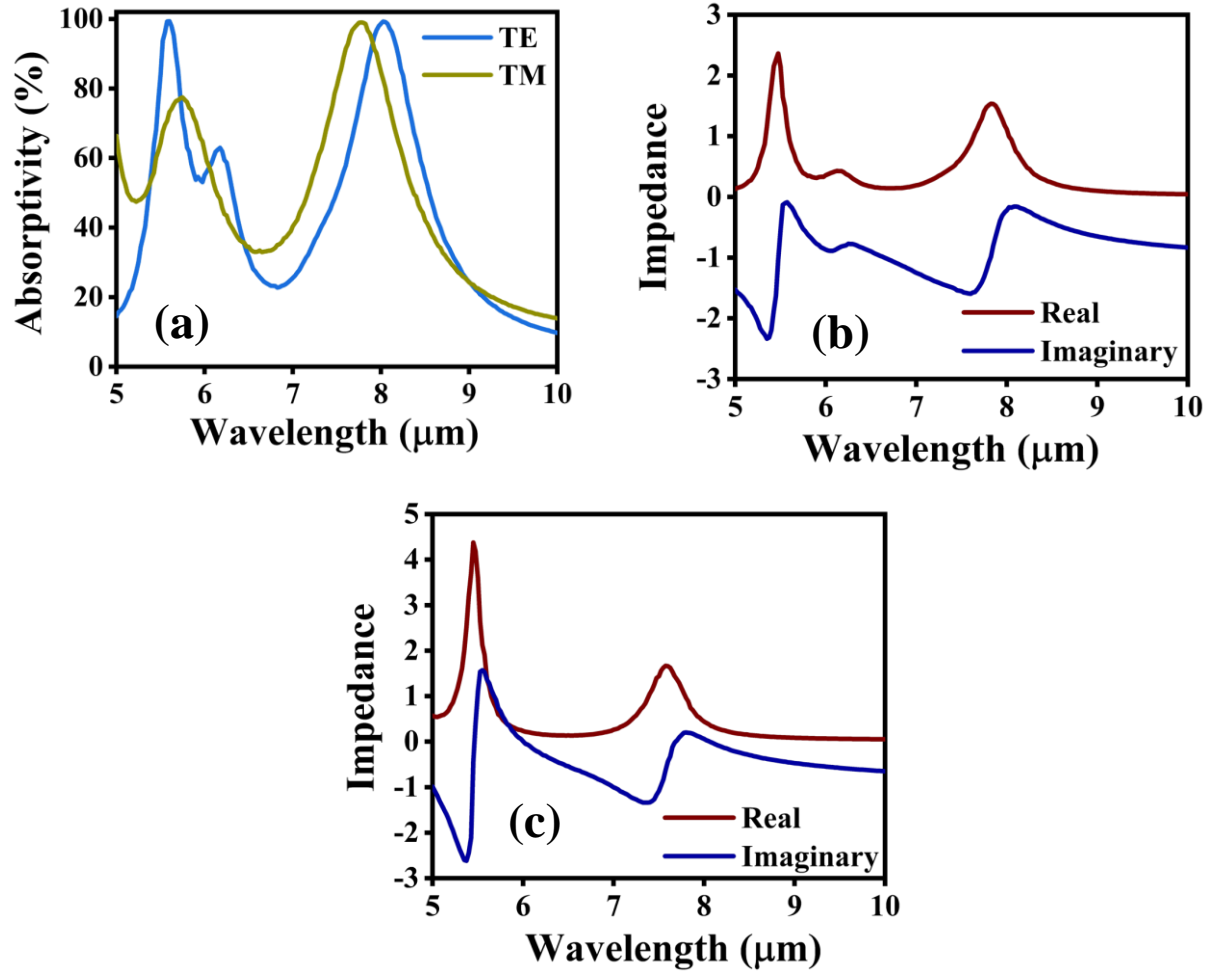 100
80
60
40
20
0
Absorptivity (%)
TE
TM
(a)
5 6 7 8 9 10
Wavelength (μm)
3
2
1
0
-1
-2
-3
Impedance
Real
Imaginary
(b)
5 6 7 8 9 10
Wavelength (μm)
5
4
3
2
1
0
-1
-2
-3
Impedance
Real
Imaginary
(c)
5 6 7 8 9 10
Wavelength (μm)